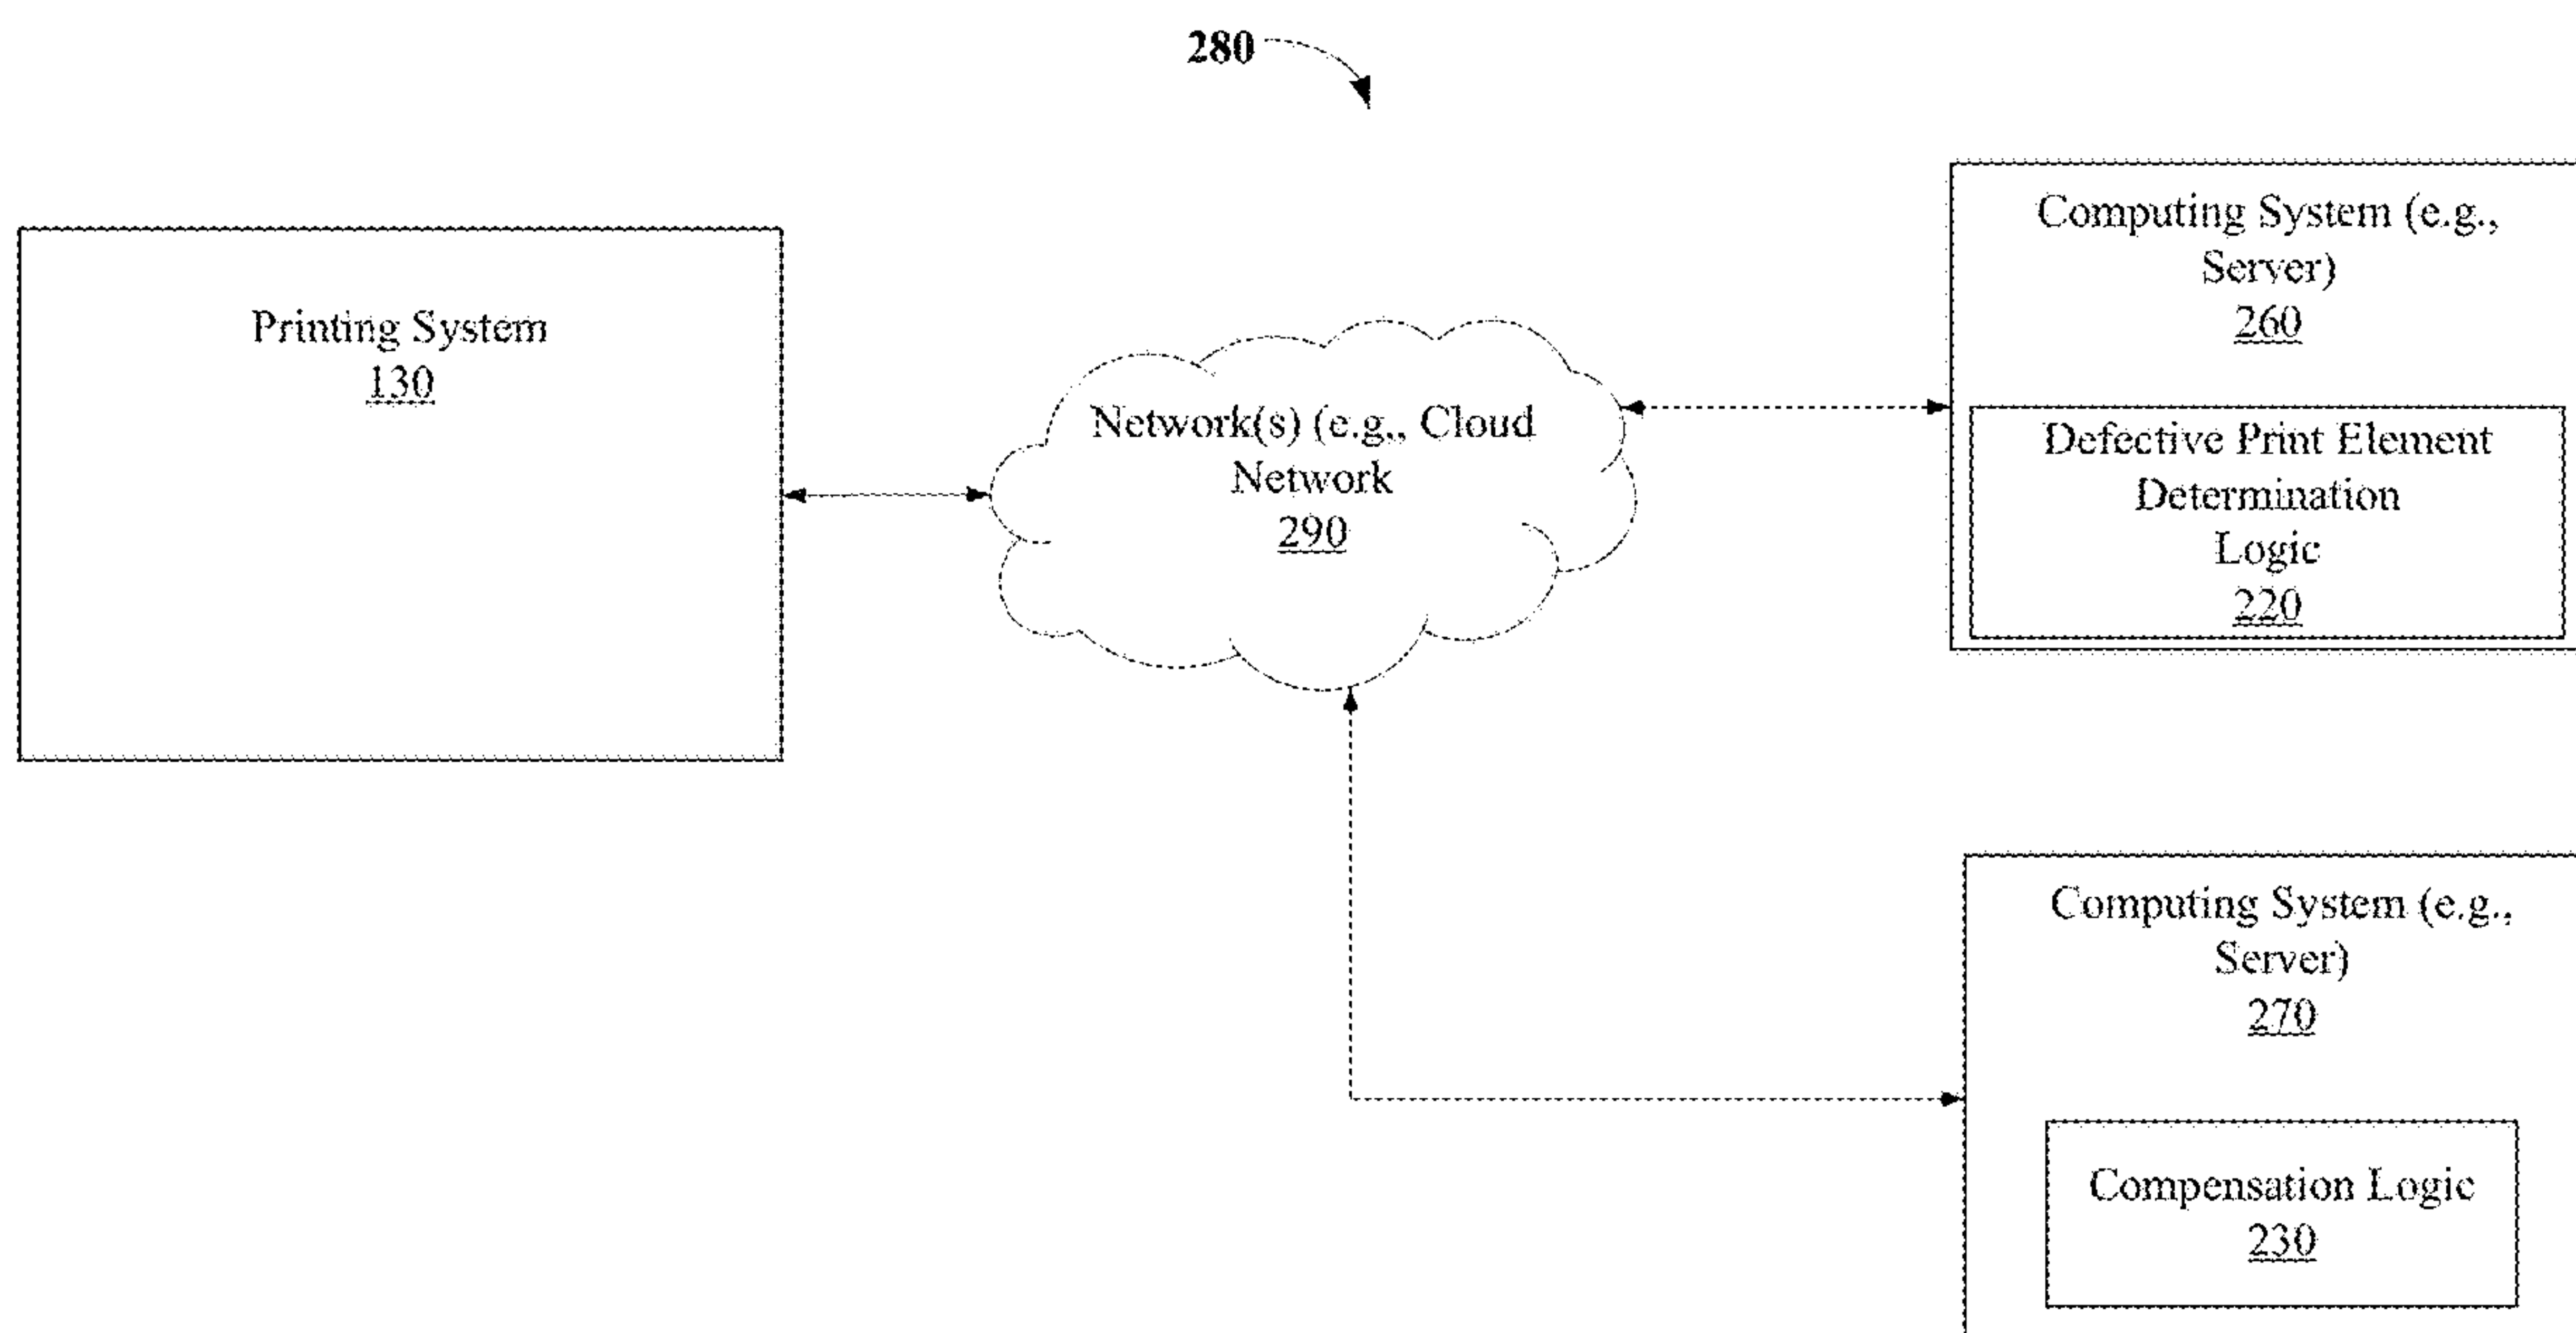 280
Printing System
130
Network(s) (e.g,, Cloud
Network
290
Computing System (e.g.,
Server)
260
Defective Print Element
Determination
Logic
220
Computing System (e.g.,
Server)
270
Compensation Logic
230